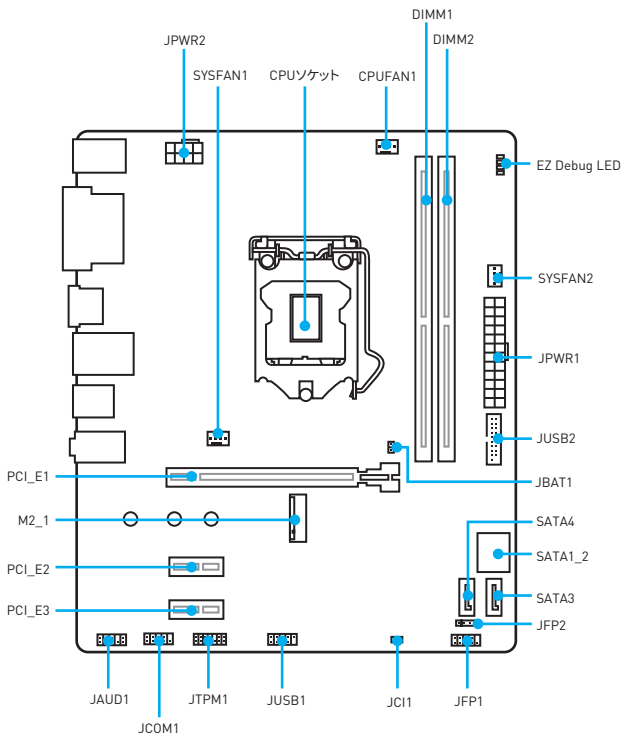 DIMM1
JPWR2
DIMM2
SYSFAN1
CPUソケット
CPUFAN1
EZ Debug LED
SYSFAN2
JPWR1
JUSB2
PCI_E1
JBAT1
M2_1
SATA4
SATA1_2
PCI_E2
SATA3
PCI_E3
JFP2
JAUD1
JTPM1
JUSB1
JCI1
JFP1
JCOM1